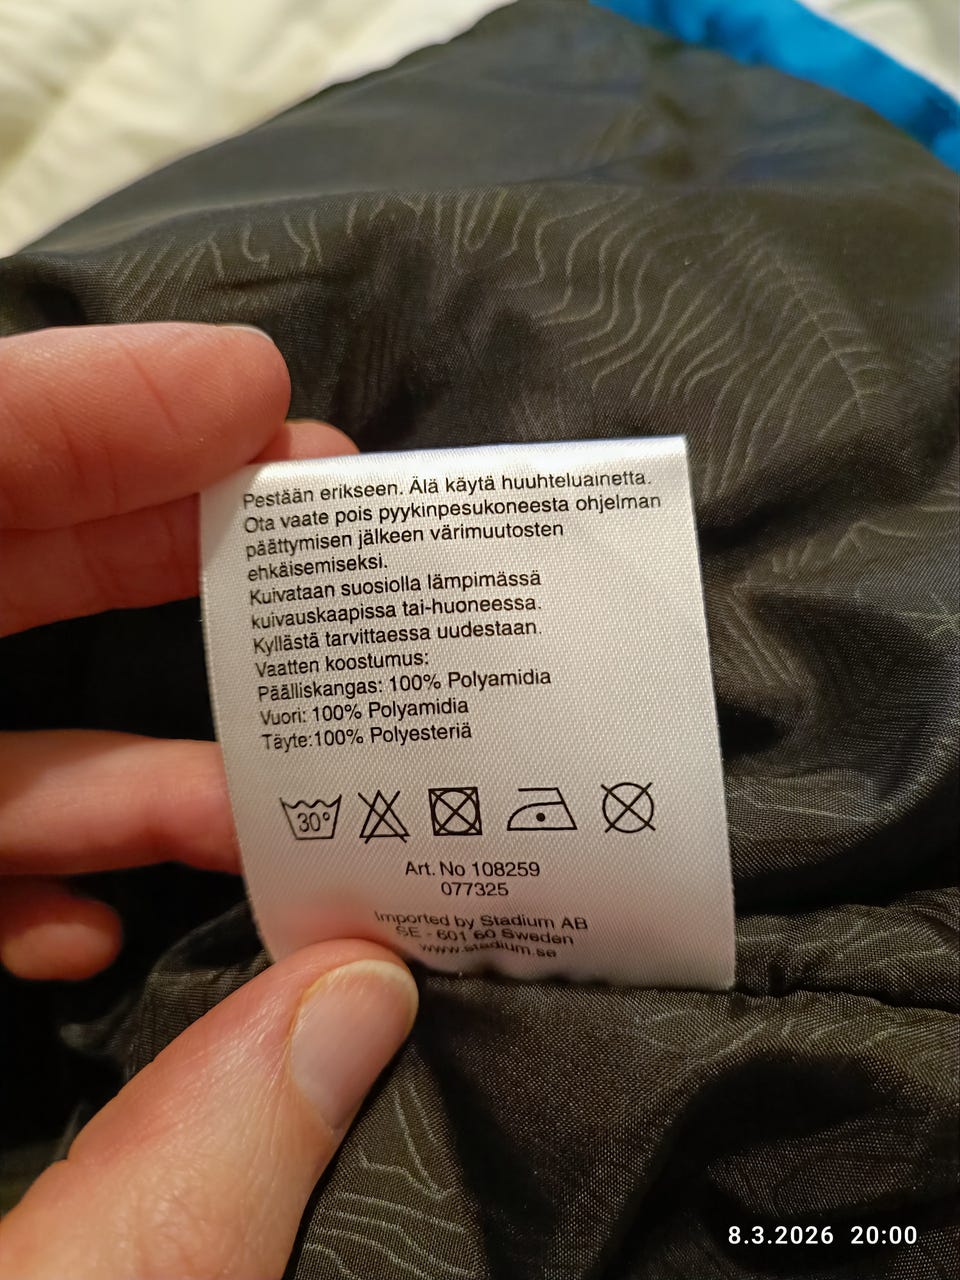 Pestään erikseen. Älä käytä huuhteluainetta.
Ota vaate pois pyykinpesukoneesta ohjelman
päättymisen jälkeen värimuutosten
ehkäisemiseksi.
Kuivataan suosiolla lämpimässä
kuivauskaapissa tai-huoneessa.
Kyllästä tarvittaessa uudestaan.
Vaatten koostumus:
Päälliskangas: 100% Polyamidia
Vuori: 100% Polyamidia
Täyte:100% Polyesteriä
30°
Art. No 108259
077325
Imported by Stadium AB
SE - 601 60 Sweden
www.stadium.se
8.3.2026 20:00